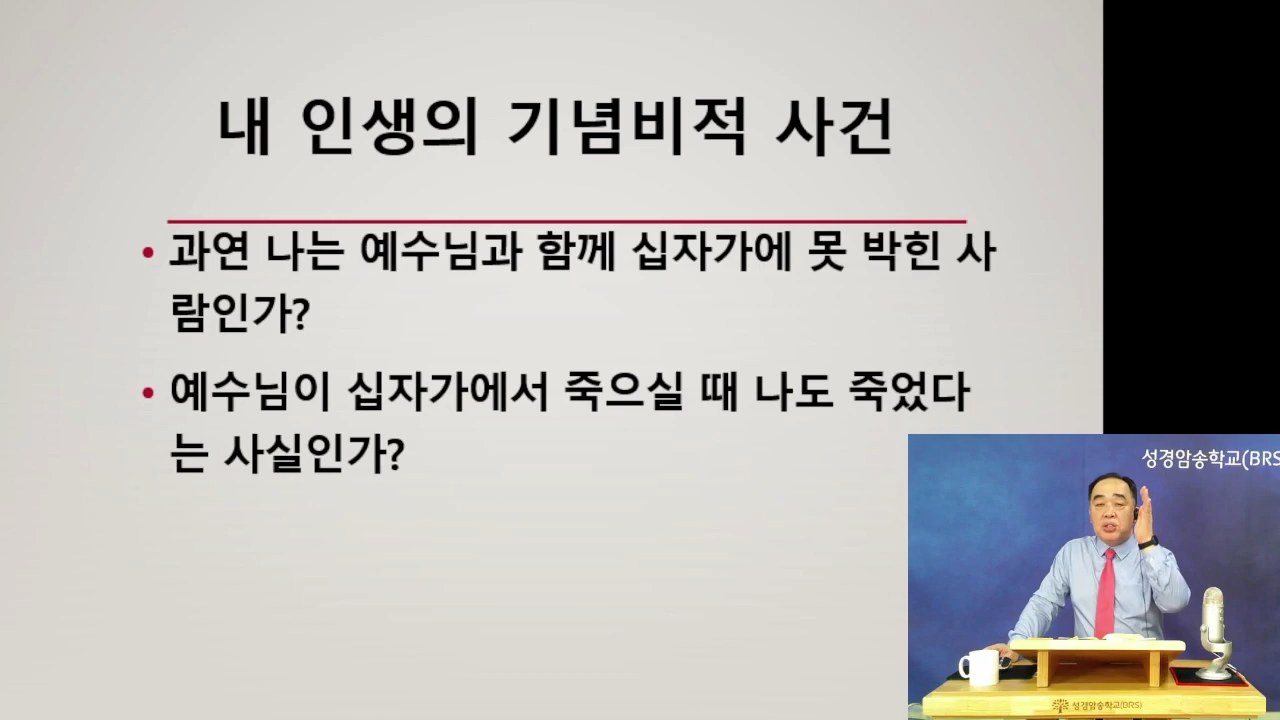 내 인생의 기념비적 사건
• 과연 나는 예수님과 함께 십자가에 못 박힌 사
람인가?
• 예수님이 십자가에서 죽으실 때 나도 죽었다
는 사실인가?
성경암송학교(BRS
성경암송학교(BRS)